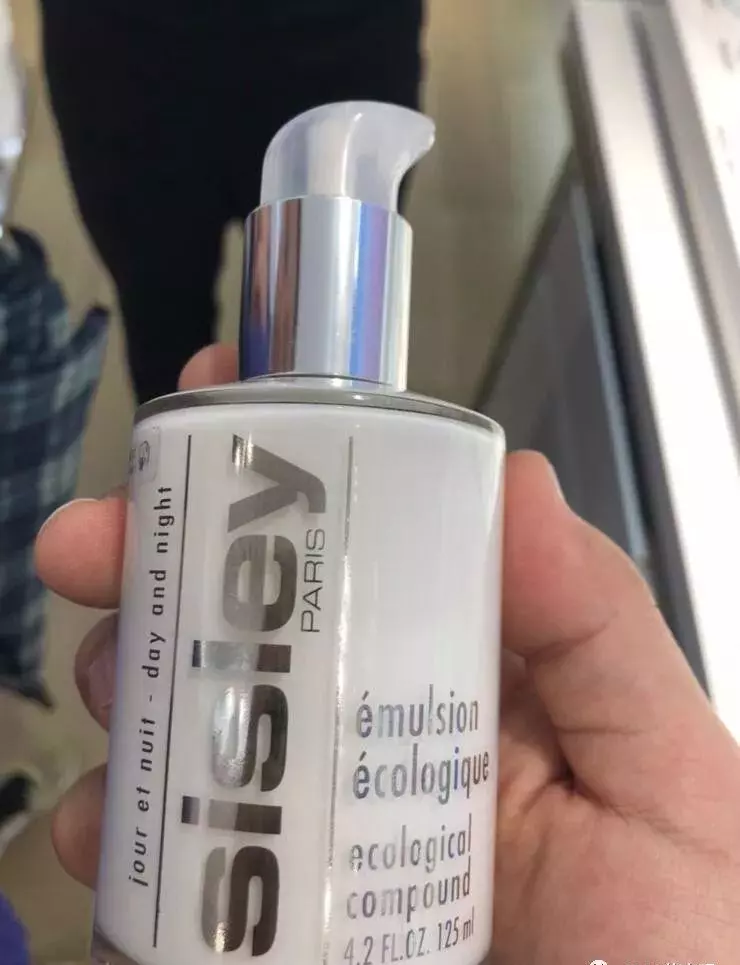 jour et nuit - day and night
sisley
PARIS
émulsion
écologique
ecological
compound
4.2 FL.OZ. 125 ml